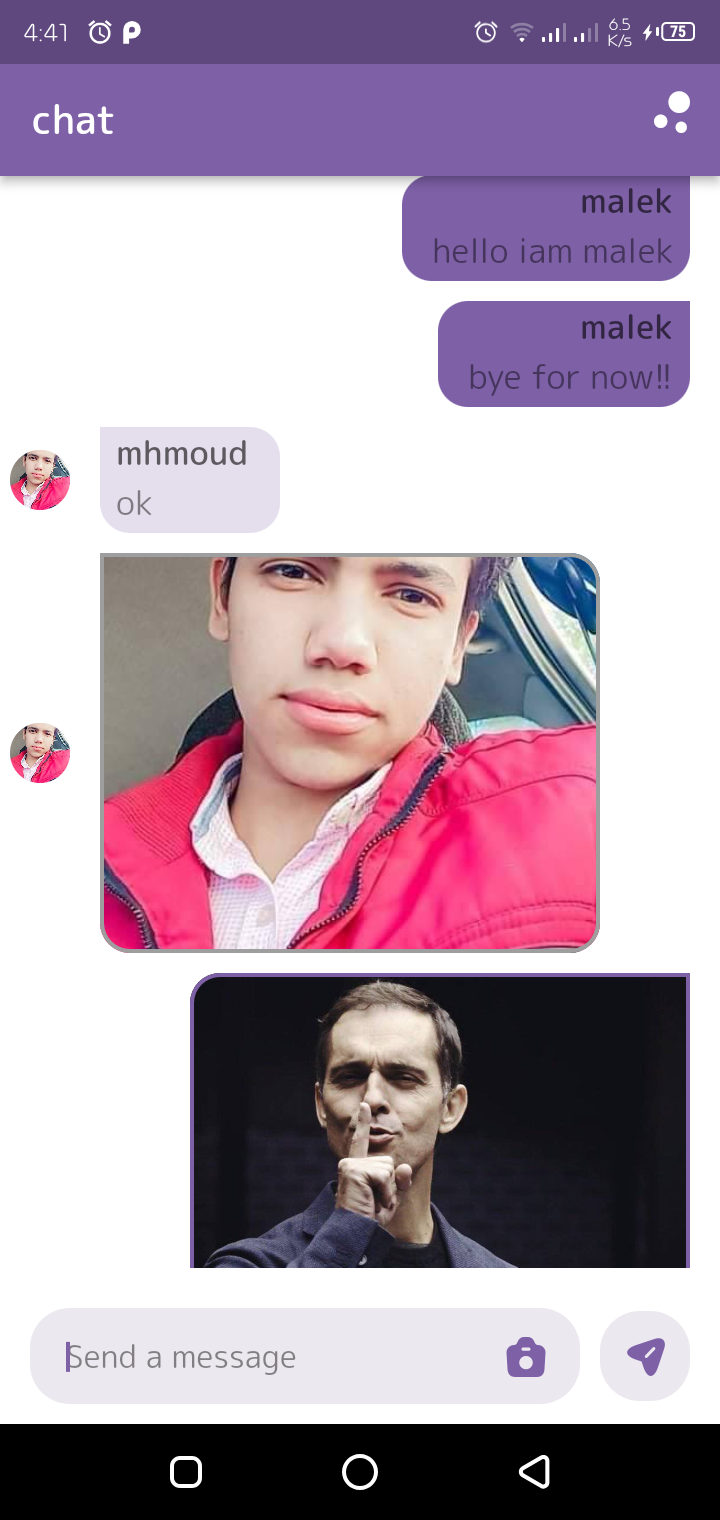 4:41
6.5
K/s
75
chat
malek
hello iam malek
malek
bye for now!!
mhmoud
ok
Send a message